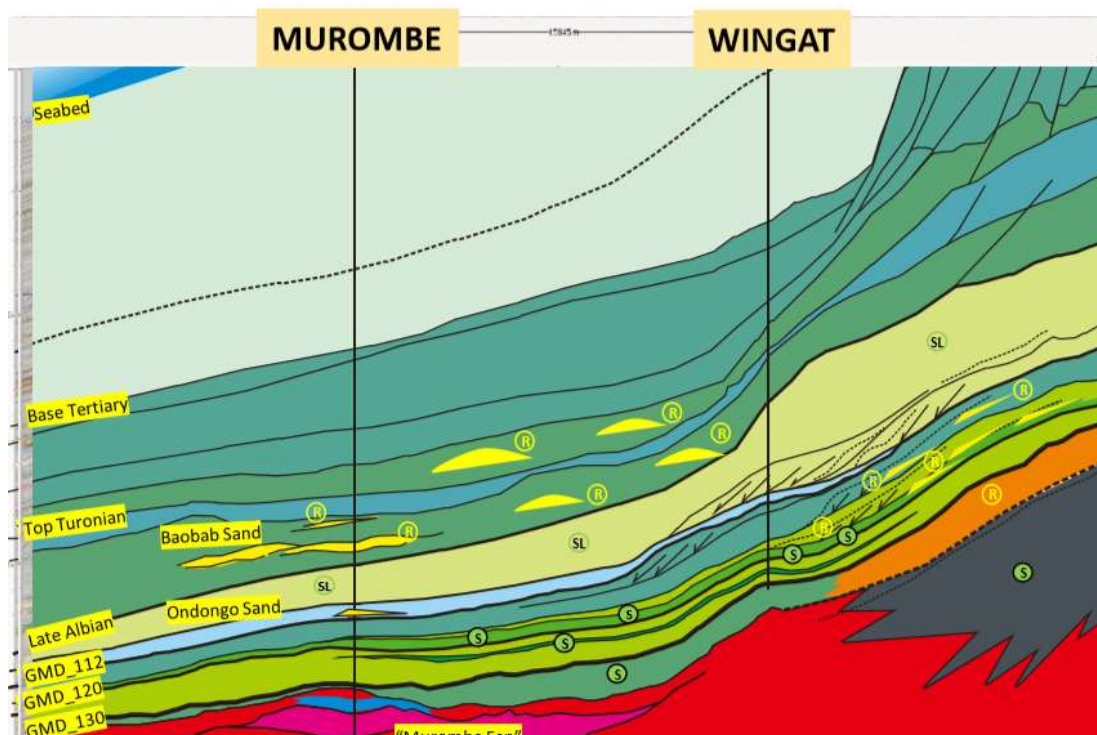 MUROMBE
WINGAT
Seabed
Base Tertiary
Top Turonian
Baobab Sand
Late Albian
Ondongo Sand
GMD_112
GMD_120
GMD_130
SL
SL
SL
R
R
R
R
R
R
R
R
R
R
R
S
S
S
S
S
S
S